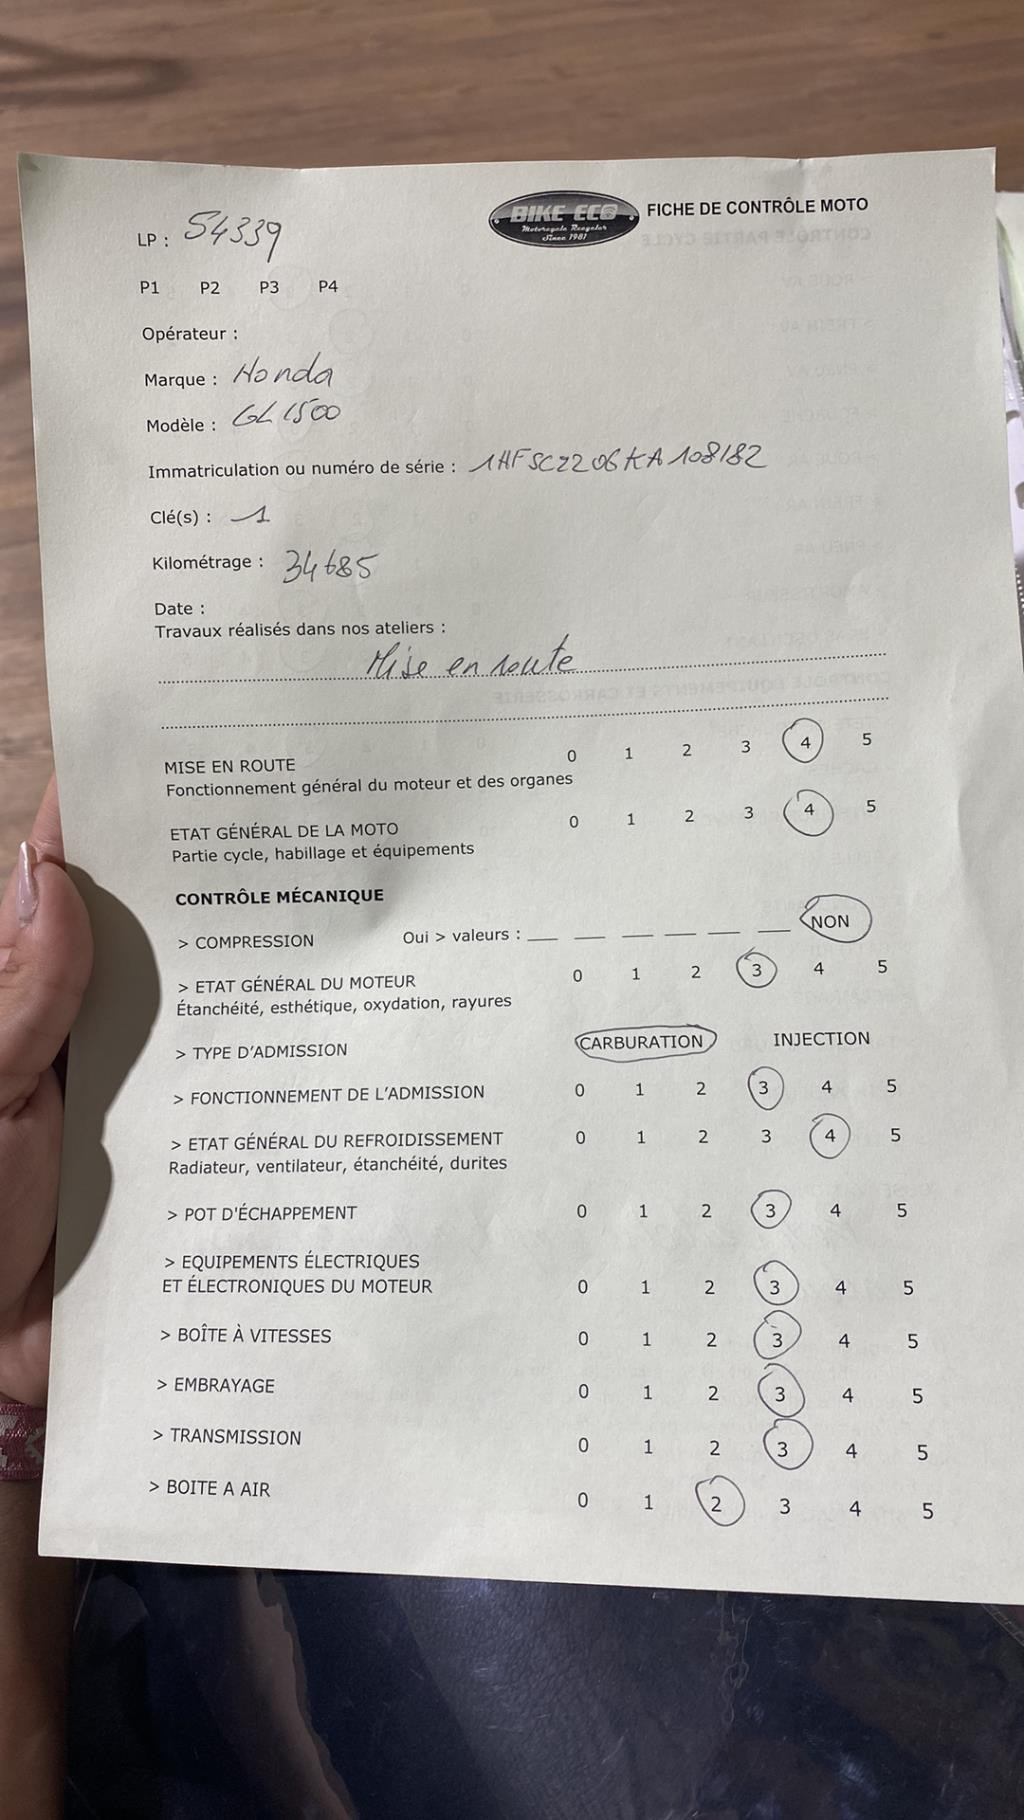 BIKE ECO
Motorcycle Recycler
Since 1981
FICHE DE CONTRÔLE MOTO
LP : 54339
P1 P2 P3 P4
Opérateur :
Marque : Honda
Modèle : GL 1500
Immatriculation ou numéro de série : 1HFSC2206KA108182
Clé(s) : 1
Kilométrage : 34685
Date :
Travaux réalisés dans nos ateliers :
Mise en route
MISE EN ROUTE 0 1 2 3 4 5
Fonctionnement général du moteur et des organes
ETAT GÉNÉRAL DE LA MOTO 0 1 2 3 4 5
Partie cycle, habillage et équipements
CONTRÔLE MÉCANIQUE
> COMPRESSION Oui > valeurs : __ __ __ __ __ __ NON
> ETAT GÉNÉRAL DU MOTEUR 0 1 2 3 4 5
Étanchéité, esthétique, oxydation, rayures
> TYPE D'ADMISSION CARBURATION INJECTION
> FONCTIONNEMENT DE L'ADMISSION 0 1 2 3 4 5
> ETAT GÉNÉRAL DU REFROIDISSEMENT 0 1 2 3 4 5
Radiateur, ventilateur, étanchéité, durites
> POT D'ÉCHAPPEMENT 0 1 2 3 4 5
> EQUIPEMENTS ÉLECTRIQUES
ET ÉLECTRONIQUES DU MOTEUR 0 1 2 3 4 5
> BOÎTE À VITESSES 0 1 2 3 4 5
> EMBRAYAGE 0 1 2 3 4 5
> TRANSMISSION 0 1 2 3 4 5
> BOITE A AIR 0 1 2 3 4 5